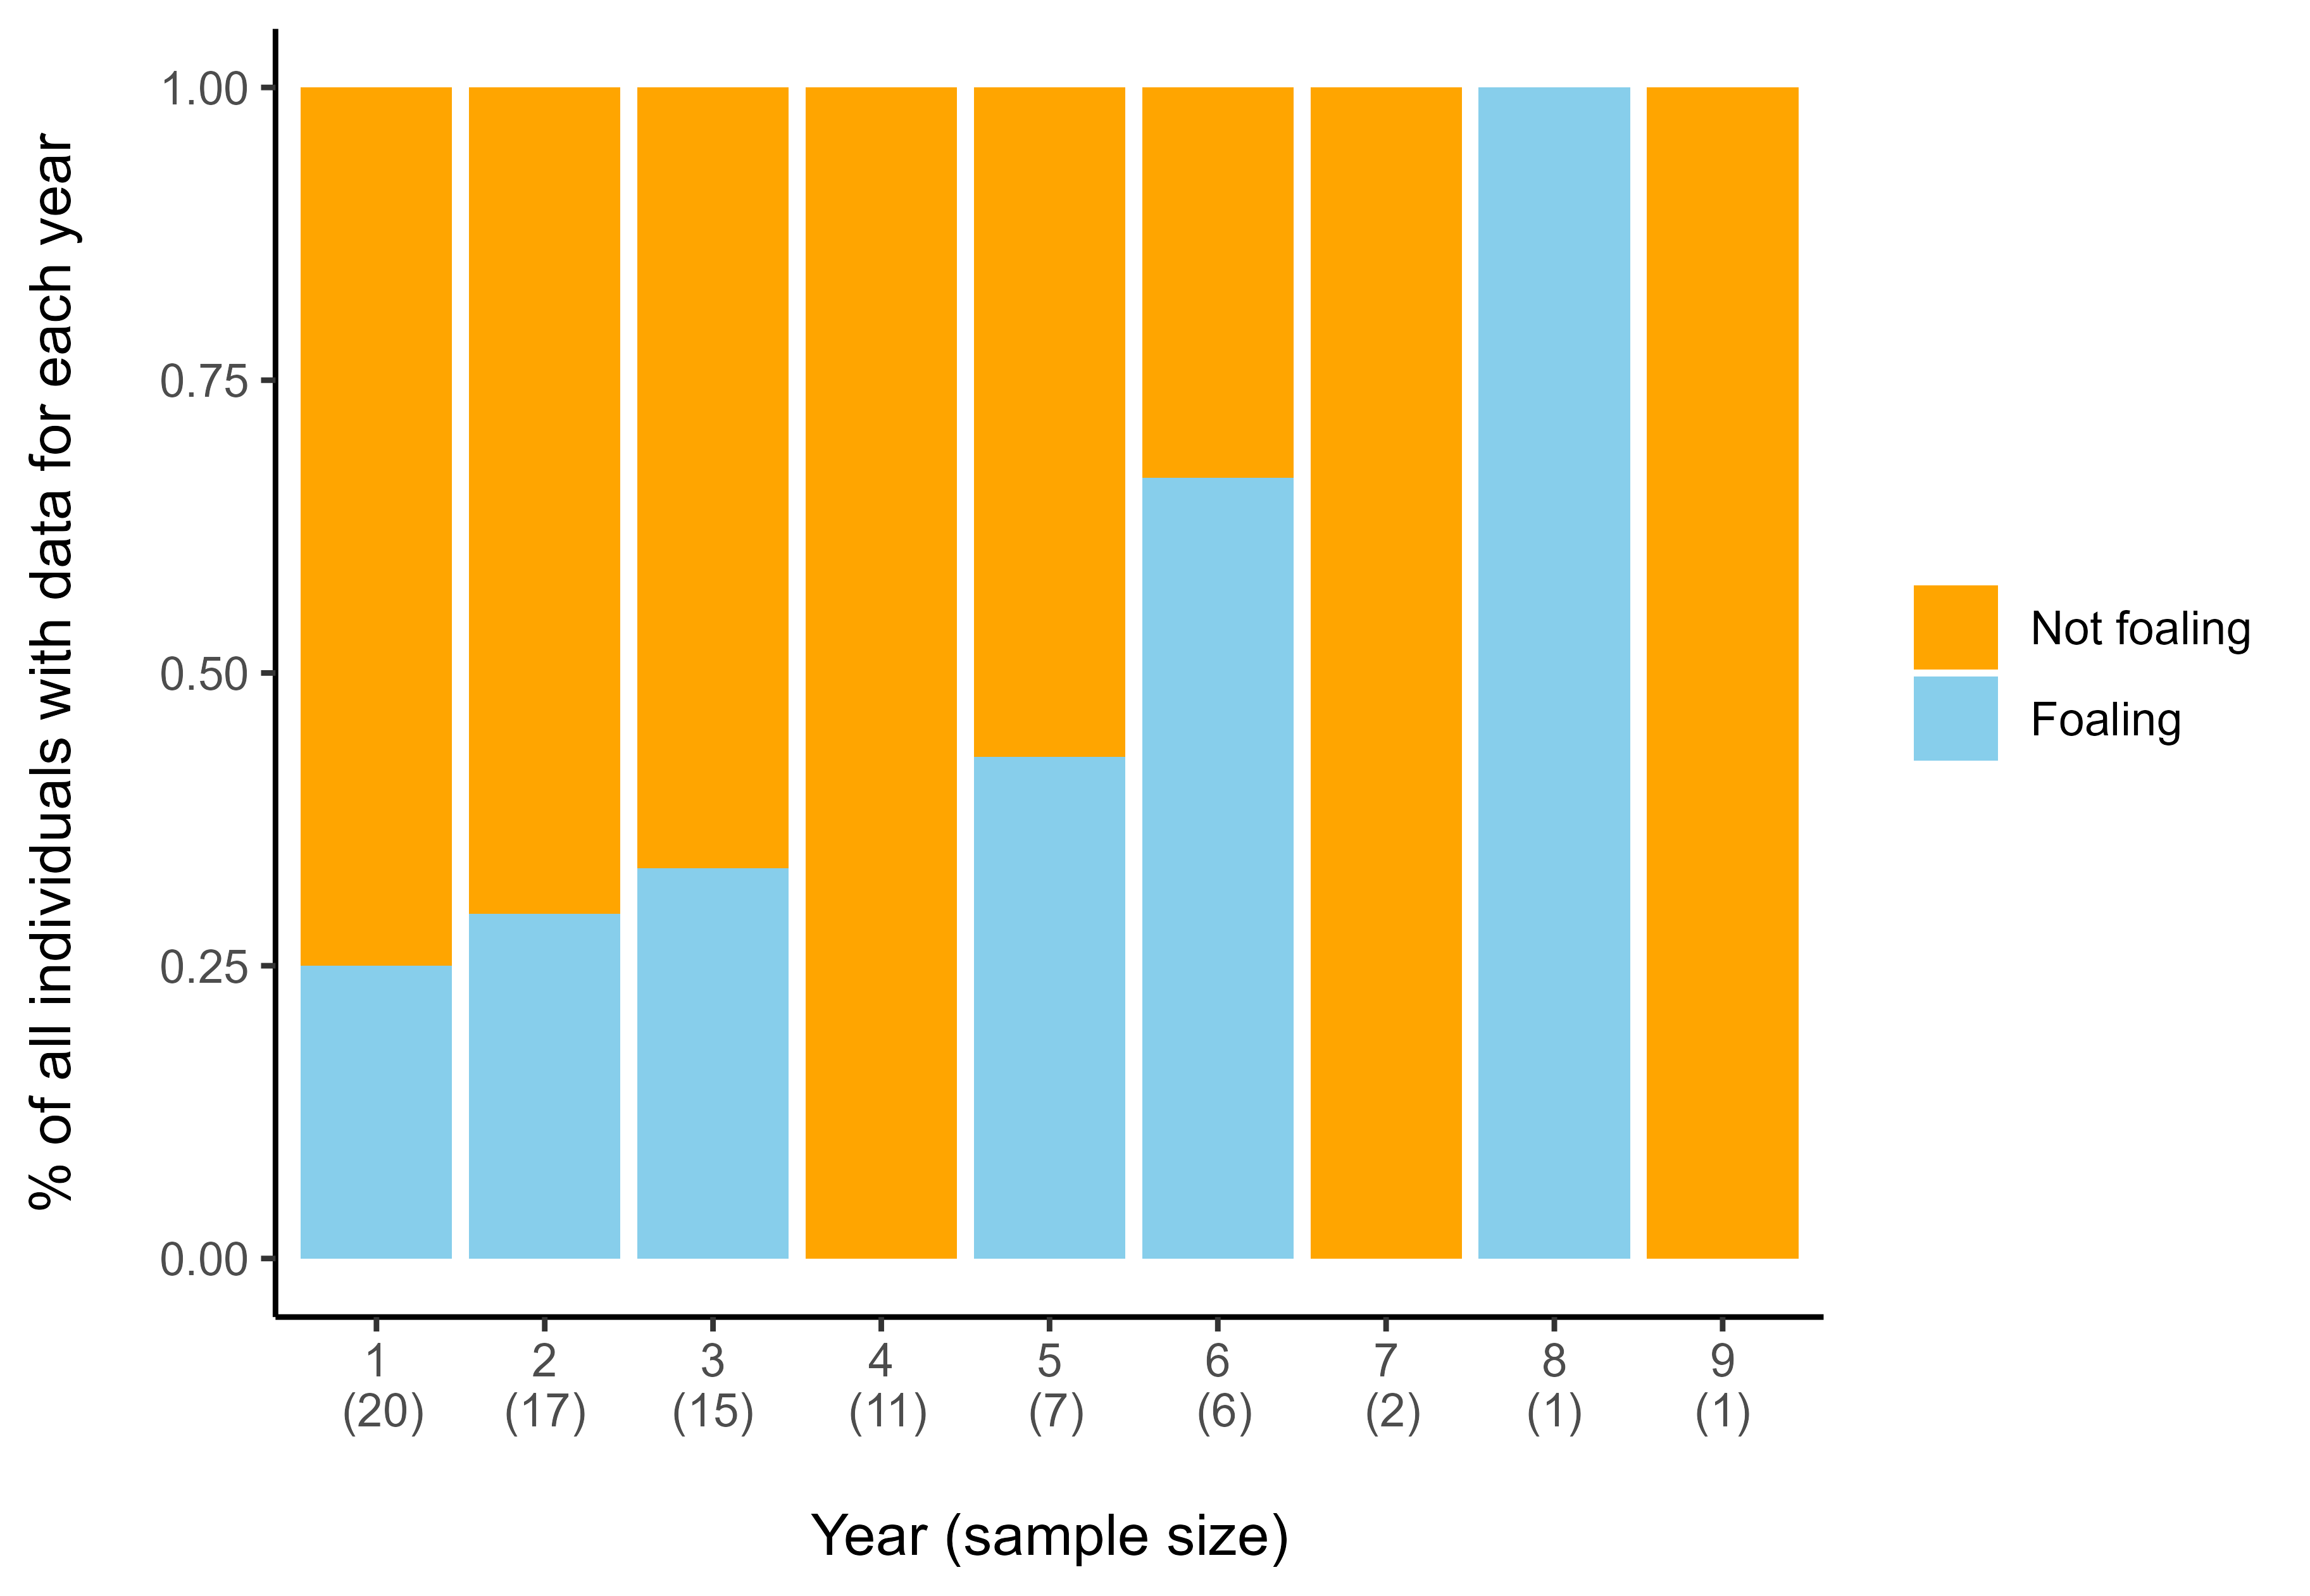 % of all individuals with data for each year
1.00
0.75
0.50
0.25
0.00
1 2 3 4 5 6 7 8 9
(20) (17) (15) (11) (7) (6) (2) (1) (1)
Year (sample size)
Not foaling
Foaling